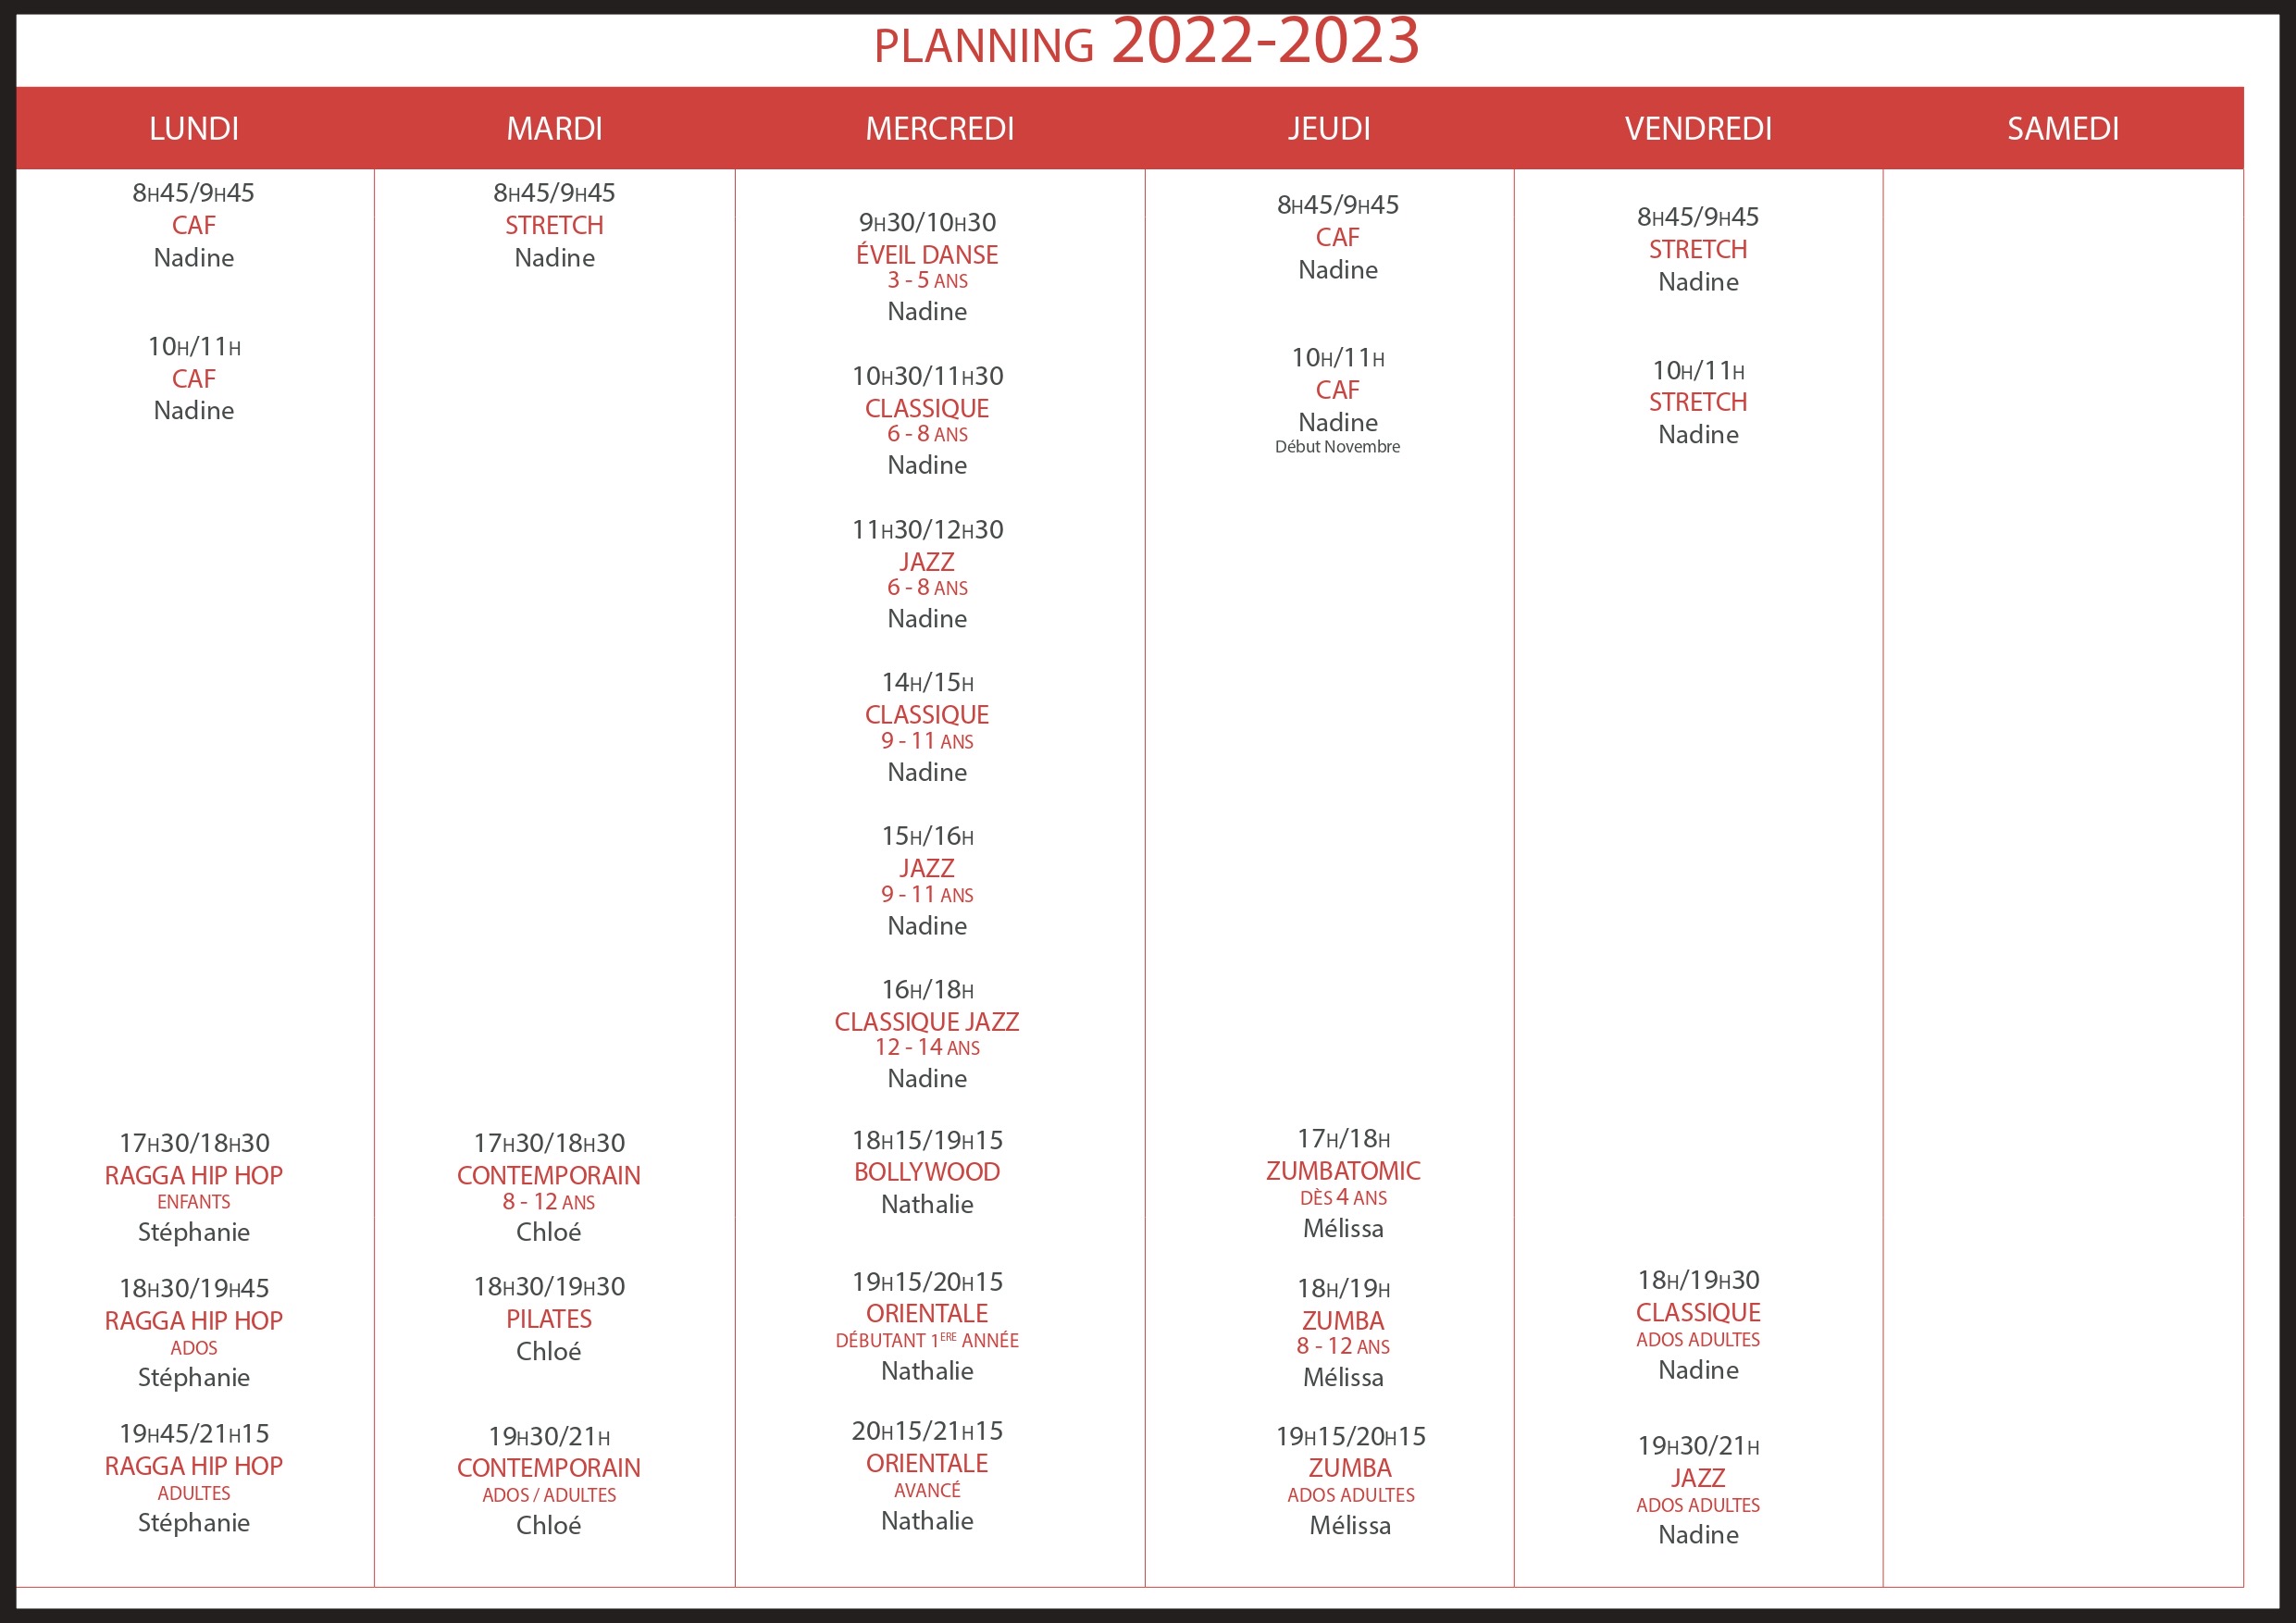 PLANNING 2022-2023
LUNDI
MARDI
MERCREDI
JEUDI
VENDREDI
SAMEDI
8H45/9H45
CAF
Nadine
10H/11H
CAF
Nadine
17H30/18H30
RAGGA HIP HOP
ENFANTS
Stéphanie
18H30/19H45
RAGGA HIP HOP
ADOS
Stéphanie
19H45/21H15
RAGGA HIP HOP
ADULTES
Stéphanie
8H45/9H45
STRETCH
Nadine
17H30/18H30
CONTEMPORAIN
8 - 12 ANS
Chloé
18H30/19H30
PILATES
Chloé
19H30/21H
CONTEMPORAIN
ADOS / ADULTES
Chloé
9H30/10H30
ÉVEIL DANSE
3 - 5 ANS
Nadine
10H30/11H30
CLASSIQUE
6 - 8 ANS
Nadine
11H30/12H30
JAZZ
6 - 8 ANS
Nadine
14H/15H
CLASSIQUE
9 - 11 ANS
Nadine
15H/16H
JAZZ
9 - 11 ANS
Nadine
16H/18H
CLASSIQUE JAZZ
12 - 14 ANS
Nadine
18H15/19H15
BOLLYWOOD
Nathalie
19H15/20H15
ORIENTALE
DÉBUTANT 1ERE ANNÉE
Nathalie
20H15/21H15
ORIENTALE
AVANCÉ
Nathalie
8H45/9H45
CAF
Nadine
10H/11H
CAF
Nadine
Début Novembre
17H/18H
ZUMBATOMIC
DÈS 4 ANS
Mélissa
18H/19H
ZUMBA
8 - 12 ANS
Mélissa
19H15/20H15
ZUMBA
ADOS ADULTES
Mélissa
8H45/9H45
STRETCH
Nadine
10H/11H
STRETCH
Nadine
18H/19H30
CLASSIQUE
ADOS ADULTES
Nadine
19H30/21H
JAZZ
ADOS ADULTES
Nadine